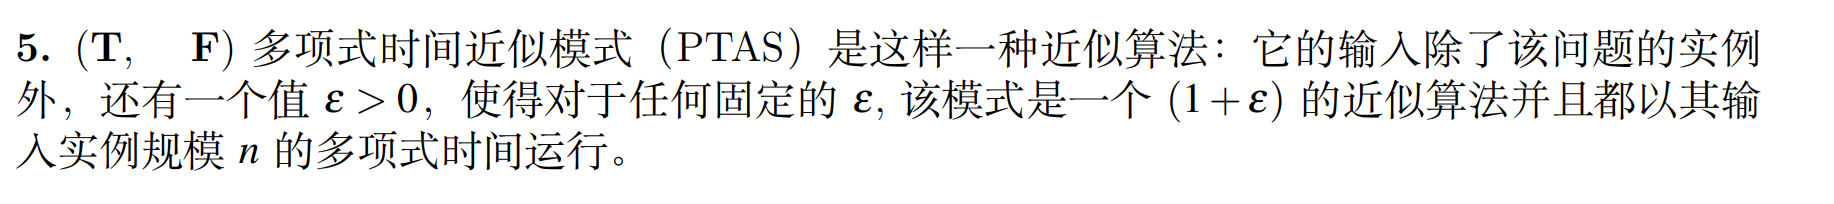 5. (T, F) 多项式时间近似模式（PTAS）是这样一种近似算法：它的输入除了该问题的实例
外，还有一个值 ε > 0，使得对于任何固定的 ε, 该模式是一个 (1+ε) 的近似算法并且都以其输
入实例规模 n 的多项式时间运行。